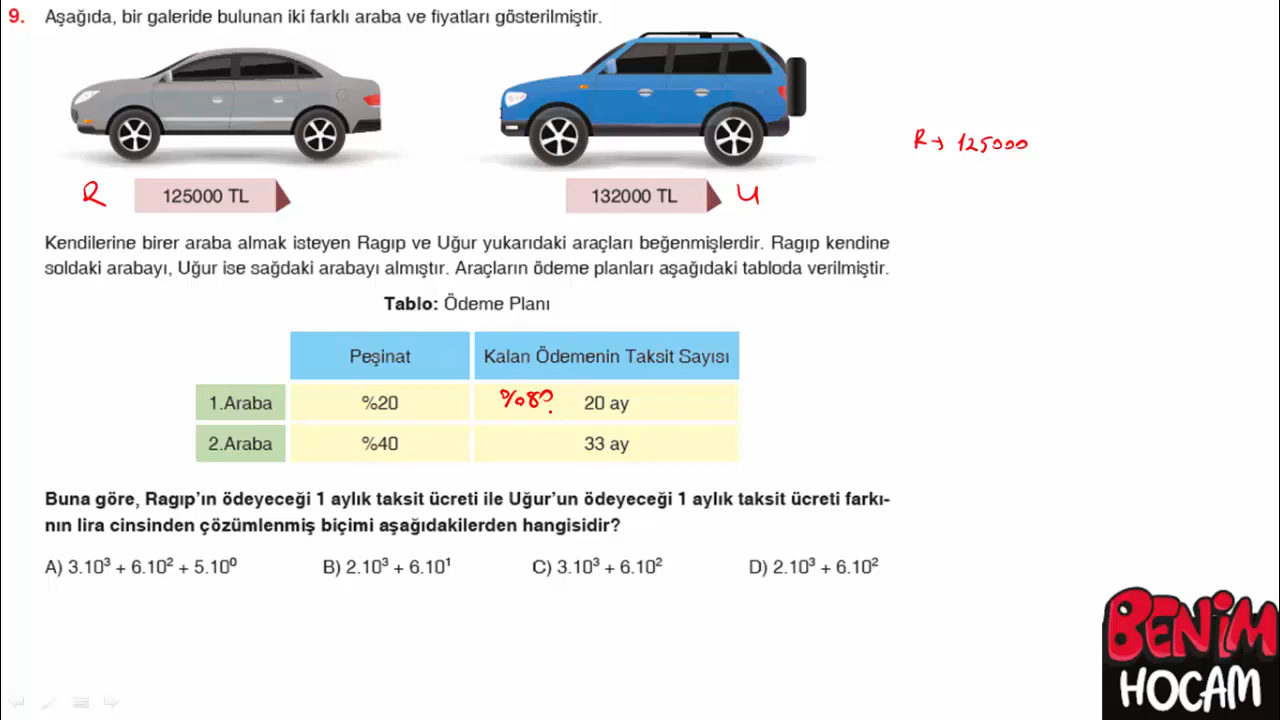 9. Aşağıda, bir galeride bulunan iki farklı araba ve fiyatları gösterilmiştir.
R → 125000
R 125000 TL 132000 TL U
Kendilerine birer araba almak isteyen Ragıp ve Uğur yukarıdaki araçları beğenmişlerdir. Ragıp kendine
soldaki arabayı, Uğur ise sağdaki arabayı almıştır. Araçların ödeme planları aşağıdaki tabloda verilmiştir.
Tablo: Ödeme Planı
Peşinat Kalan Ödemenin Taksit Sayısı
1.Araba %20 %80 20 ay
2.Araba %40 33 ay
Buna göre, Ragıp'ın ödeyeceği 1 aylık taksit ücreti ile Uğur'un ödeyeceği 1 aylık taksit ücreti farkı-
nın lira cinsinden çözümlenmiş biçimi aşağıdakilerden hangisidir?
A) 3.10³ + 6.10² + 5.10⁰ B) 2.10³ + 6.10¹ C) 3.10³ + 6.10² D) 2.10³ + 6.10²
BENİM
HOCAM